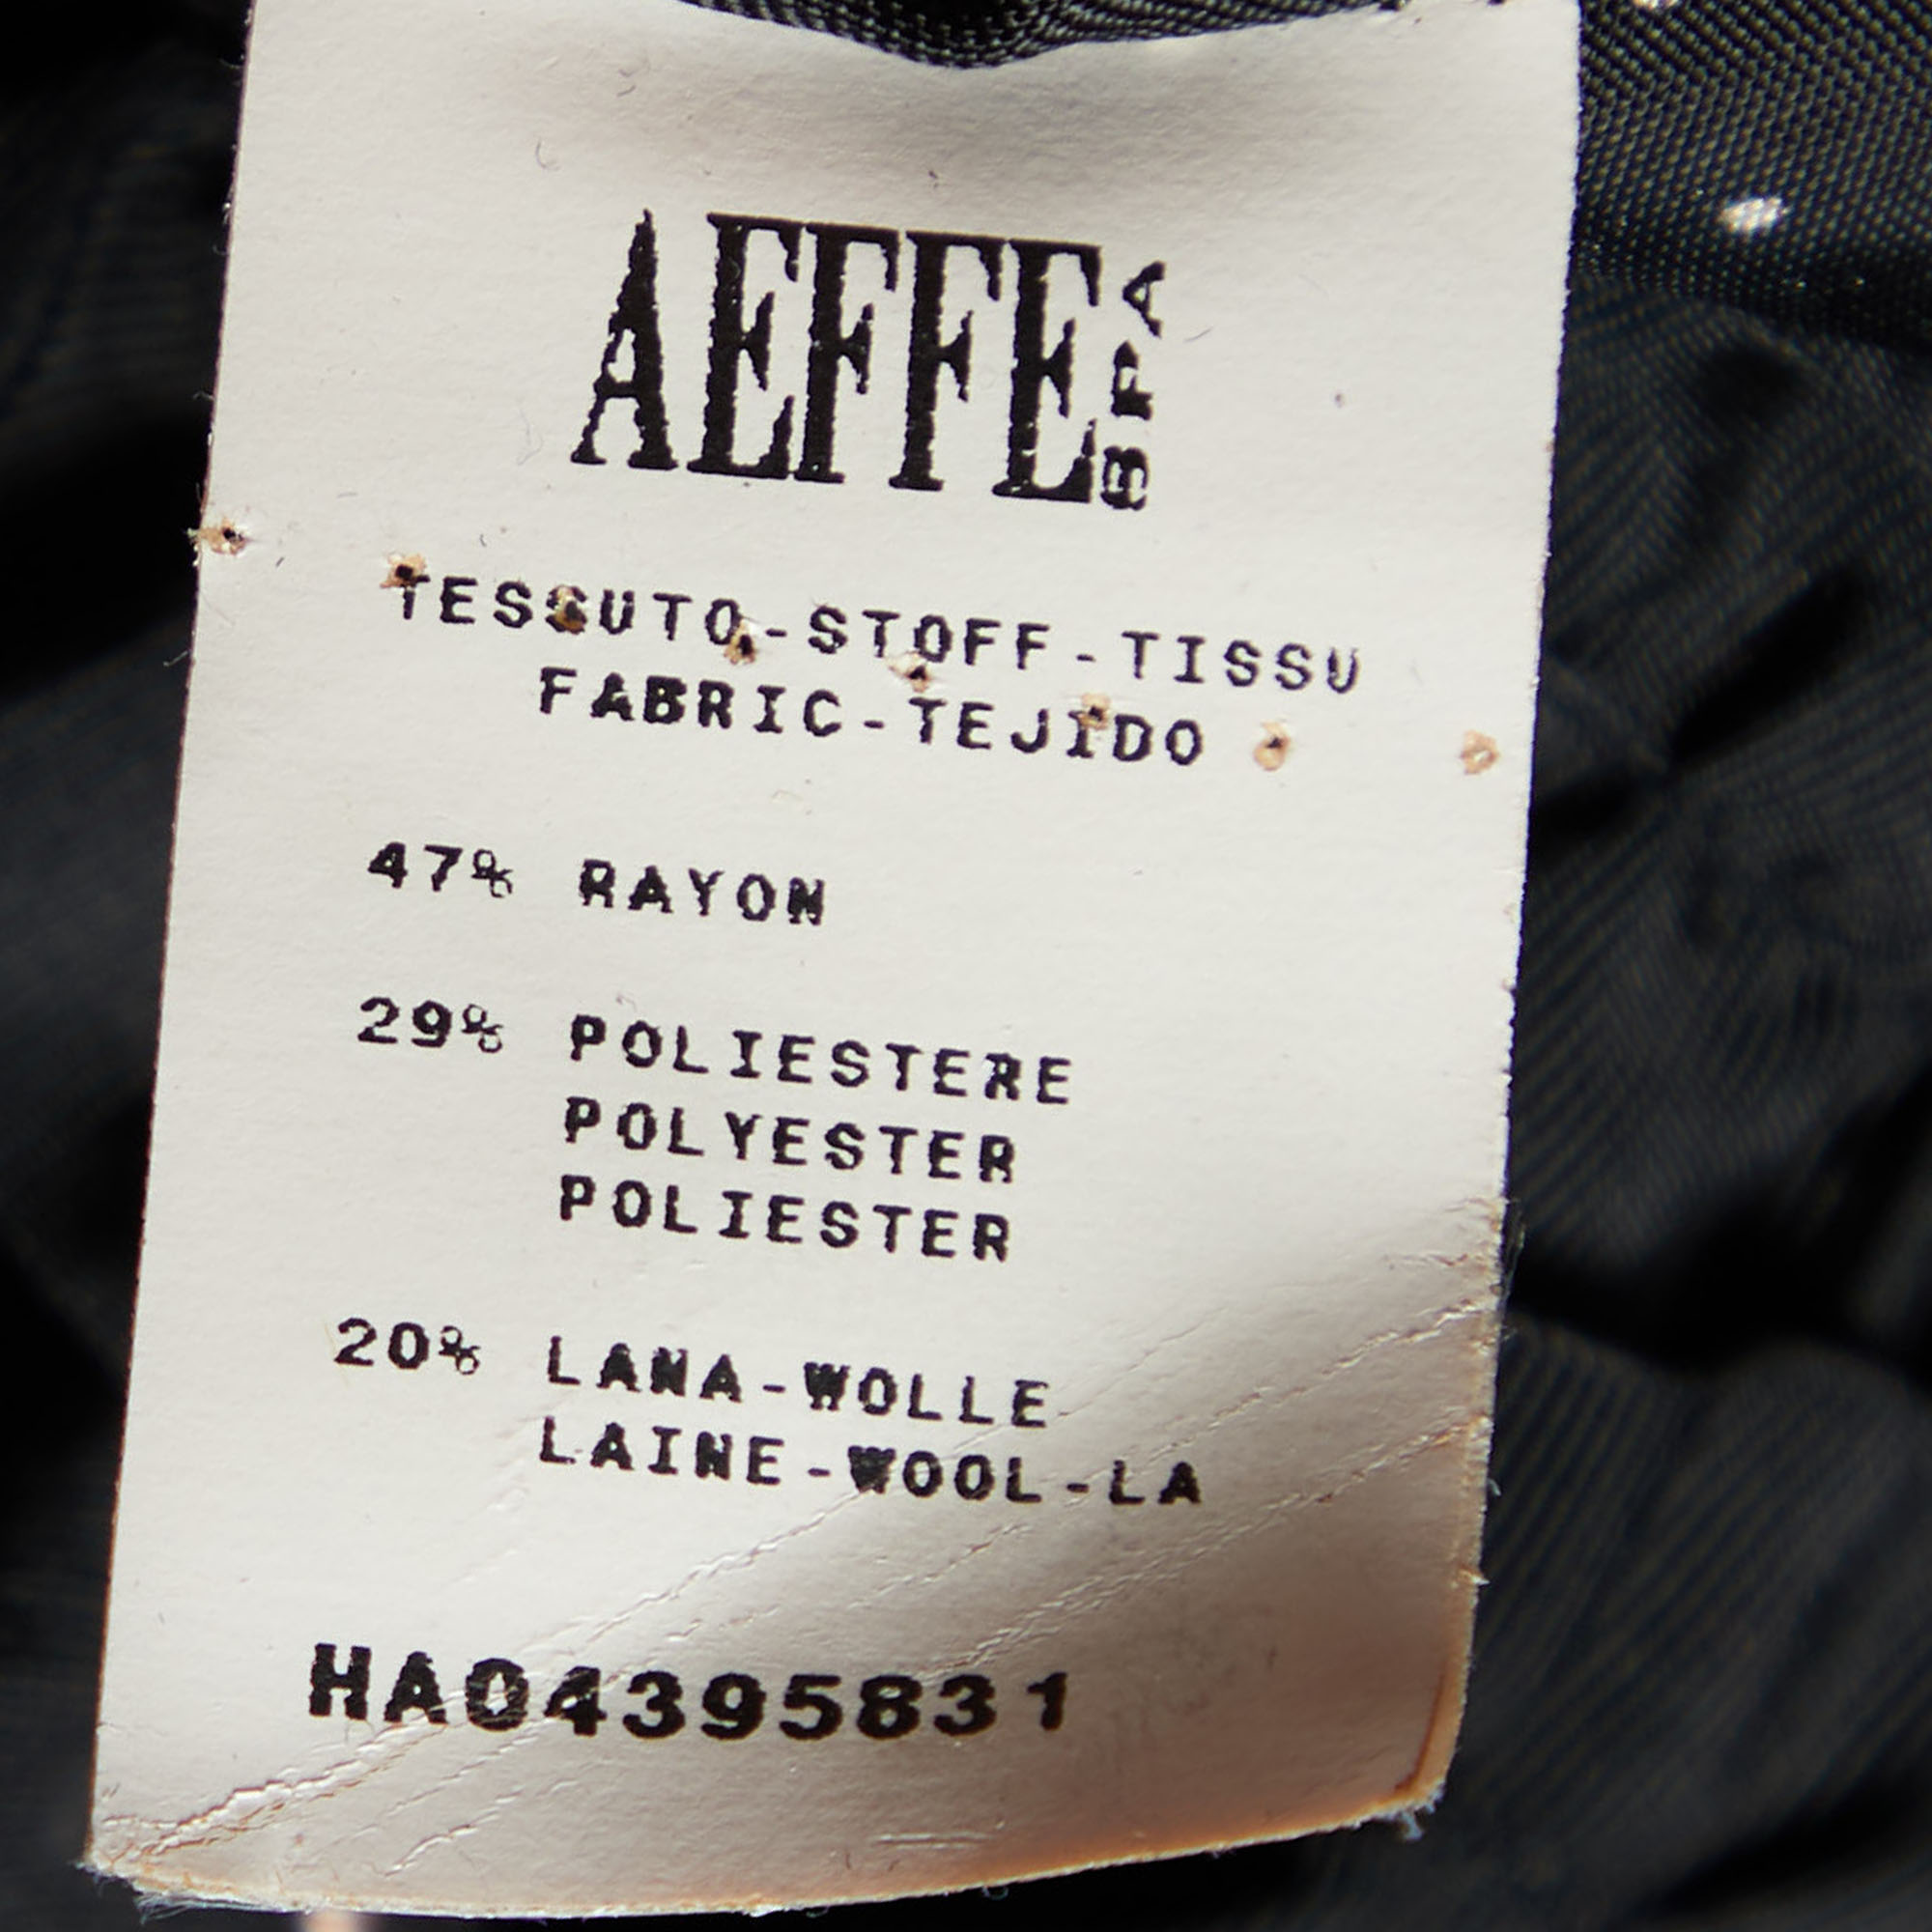 AEFFE SPA
TESSUTO-STOFF-TISSU
FABRIC-TEJIDO
47% RAYON
29% POLIESTERE
POLYESTER
POLIESTER
20% LANA-WOLLE
LAINE-WOOL-LA
HA04395831